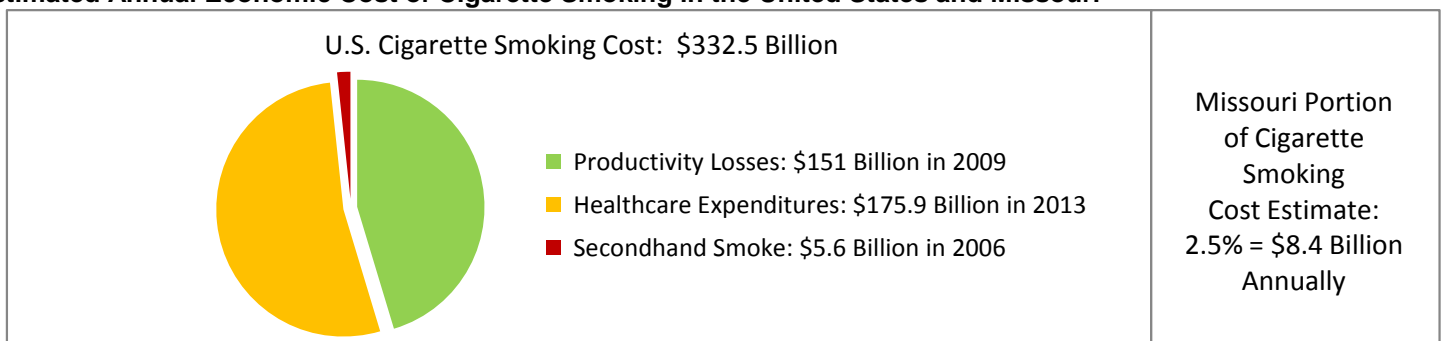 U.S. Cigarette Smoking Cost: $332.5 Billion
Productivity Losses: $151 Billion in 2009
Healthcare Expenditures: $175.9 Billion in 2013
Secondhand Smoke: $5.6 Billion in 2006
Missouri Portion
of Cigarette
Smoking
Cost Estimate:
2.5% = $8.4 Billion
Annually